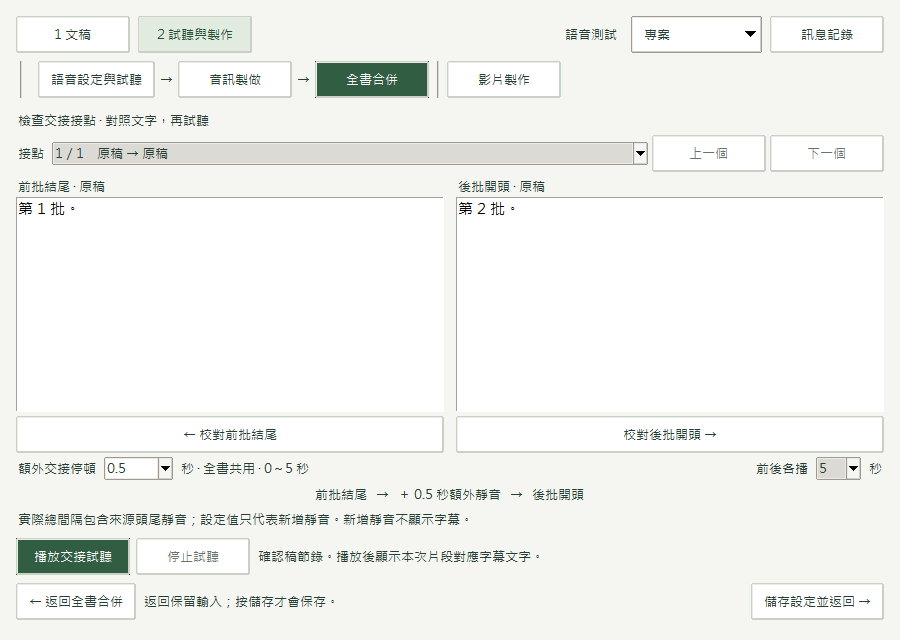 1 文稿
2 試聽與製作
語音測試
專案
訊息記錄
語音設定與試聽 → 音訊製做 → 全書合併
影片製作
檢查交接接點 · 對照文字，再試聽
接點 1 / 1 原稿 → 原稿
上一個
下一個
前批結尾 · 原稿
後批開頭 · 原稿
第 1 批。
第 2 批。
← 校對前批結尾
校對後批開頭 →
額外交接停頓 0.5 秒 · 全書共用 · 0 ~ 5 秒
前後各播 5 秒
前批結尾 → + 0.5 秒額外靜音 → 後批開頭
實際總間隔包含來源頭尾靜音；設定值只代表新增靜音。新增靜音不顯示字幕。
播放交接試聽
停止試聽
確認稿節錄。播放後顯示本次片段對應字幕文字。
← 返回全書合併
返回保留輸入；按儲存才會保存。
儲存設定並返回 →